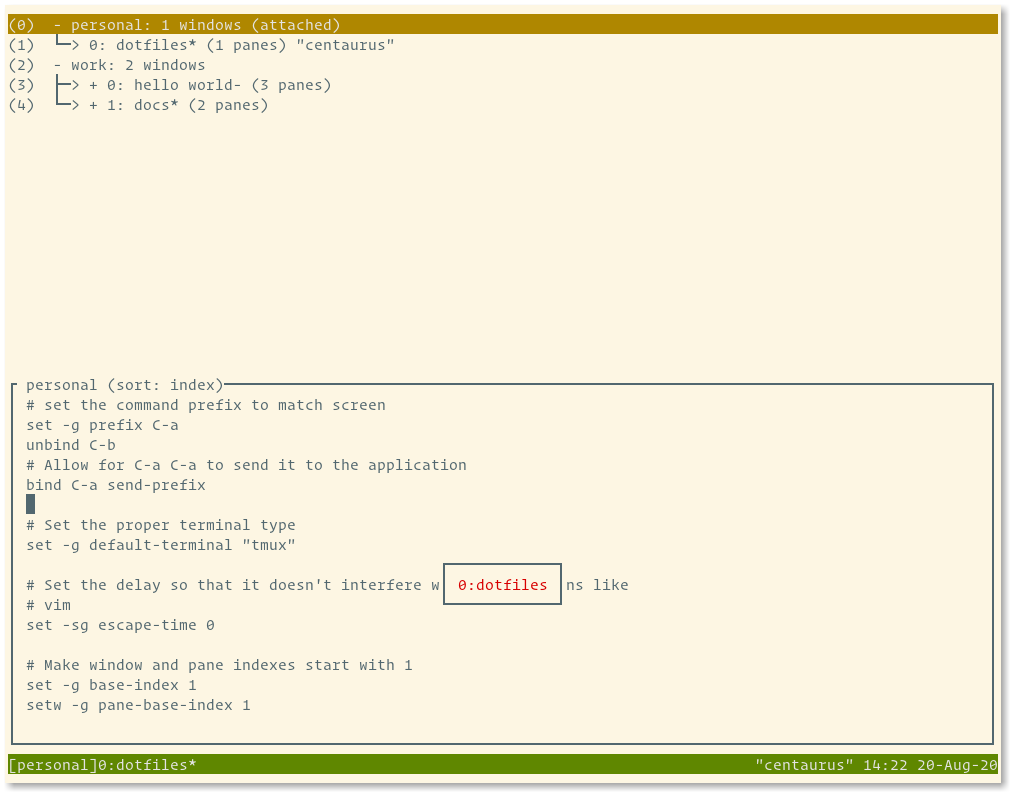 (0)  - personal: 1 windows (attached)
(1)  └─> 0: dotfiles* (1 panes) "centaurus"
(2)  - work: 2 windows
(3)  ├─> + 0: hello world- (3 panes)
(4)  └─> + 1: docs* (2 panes)
personal (sort: index)
# set the command prefix to match screen
set -g prefix C-a
unbind C-b
# Allow for C-a C-a to send it to the application
bind C-a send-prefix
# Set the proper terminal type
set -g default-terminal "tmux"
# Set the delay so that it doesn't interfere w 0:dotfiles ns like
# vim
set -sg escape-time 0
# Make window and pane indexes start with 1
set -g base-index 1
setw -g pane-base-index 1
[personal]0:dotfiles* "centaurus" 14:22 20-Aug-20